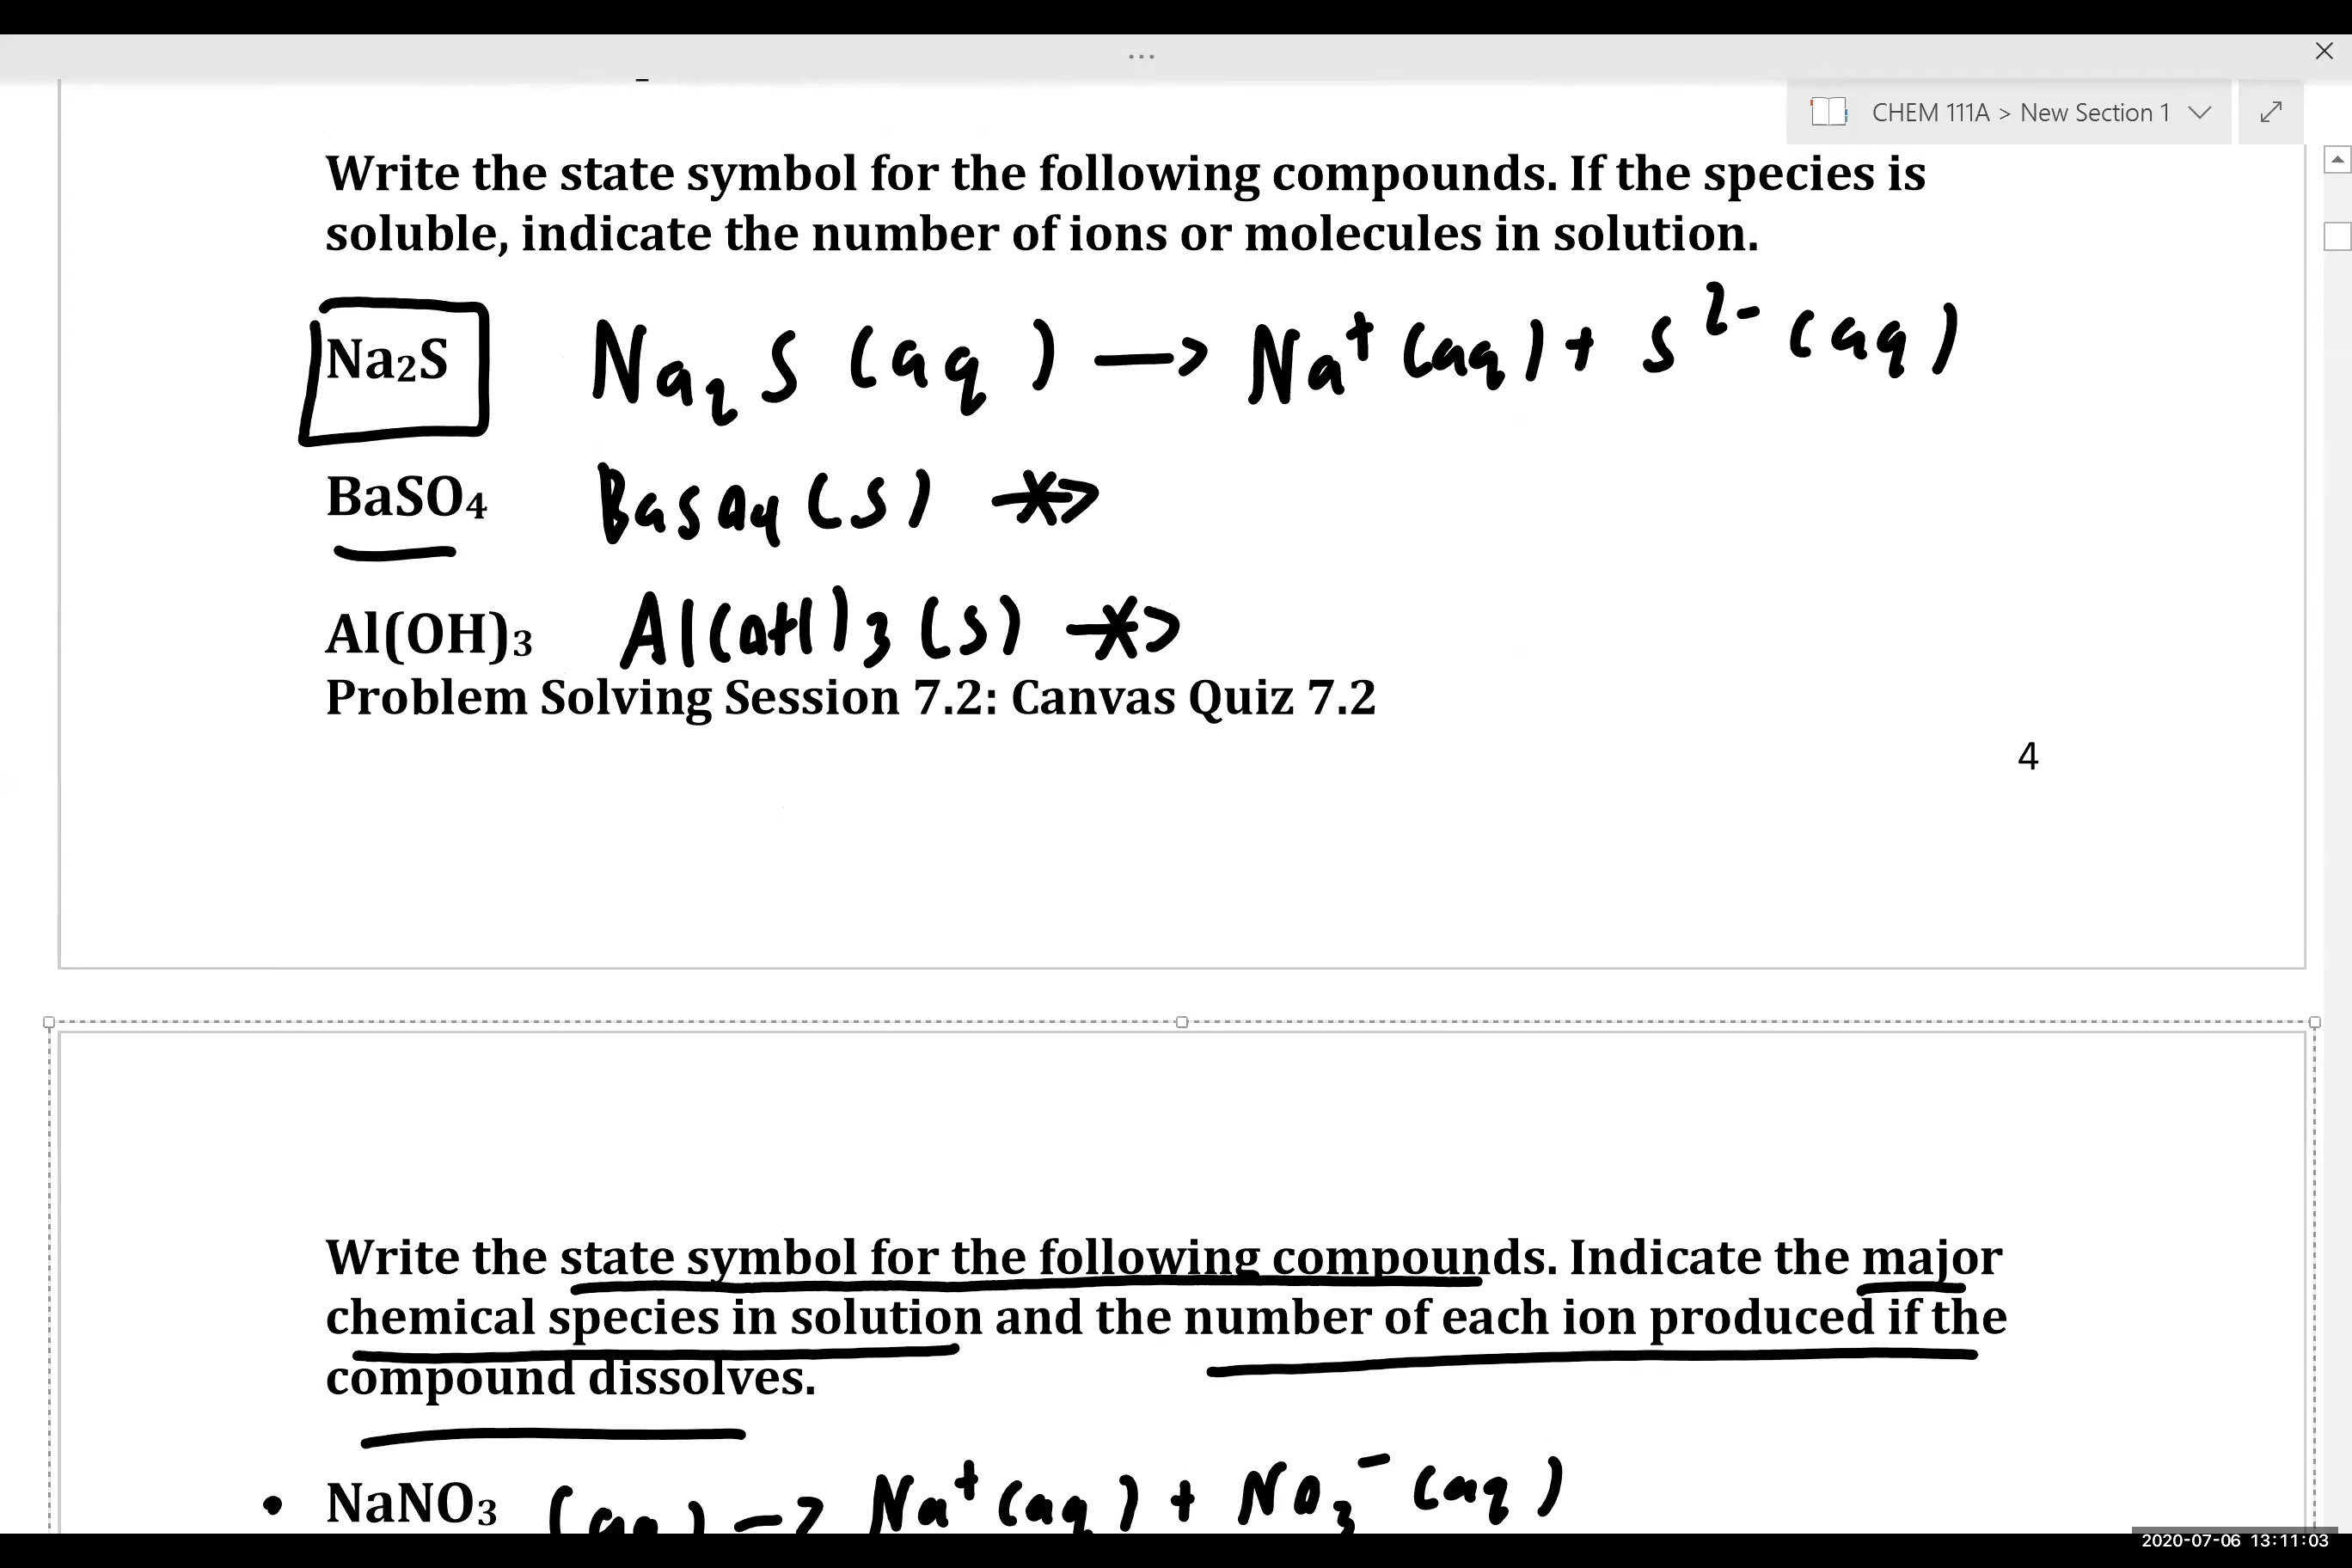 CHEM 111A > New Section 1
Write the state symbol for the following compounds. If the species is
soluble, indicate the number of ions or molecules in solution.
Na₂S Na₂S (aq) → Na⁺ (aq) + S²⁻ (aq)
BaSO₄ BaSO₄ (s)
Al(OH)₃ Al(OH)₃ (s)
Problem Solving Session 7.2: Canvas Quiz 7.2
4
Write the state symbol for the following compounds. Indicate the major
chemical species in solution and the number of each ion produced if the
compound dissolves.
• NaNO₃ (aq) → Na⁺ (aq) + NO₃⁻ (aq)
2020-07-06 13:11:03